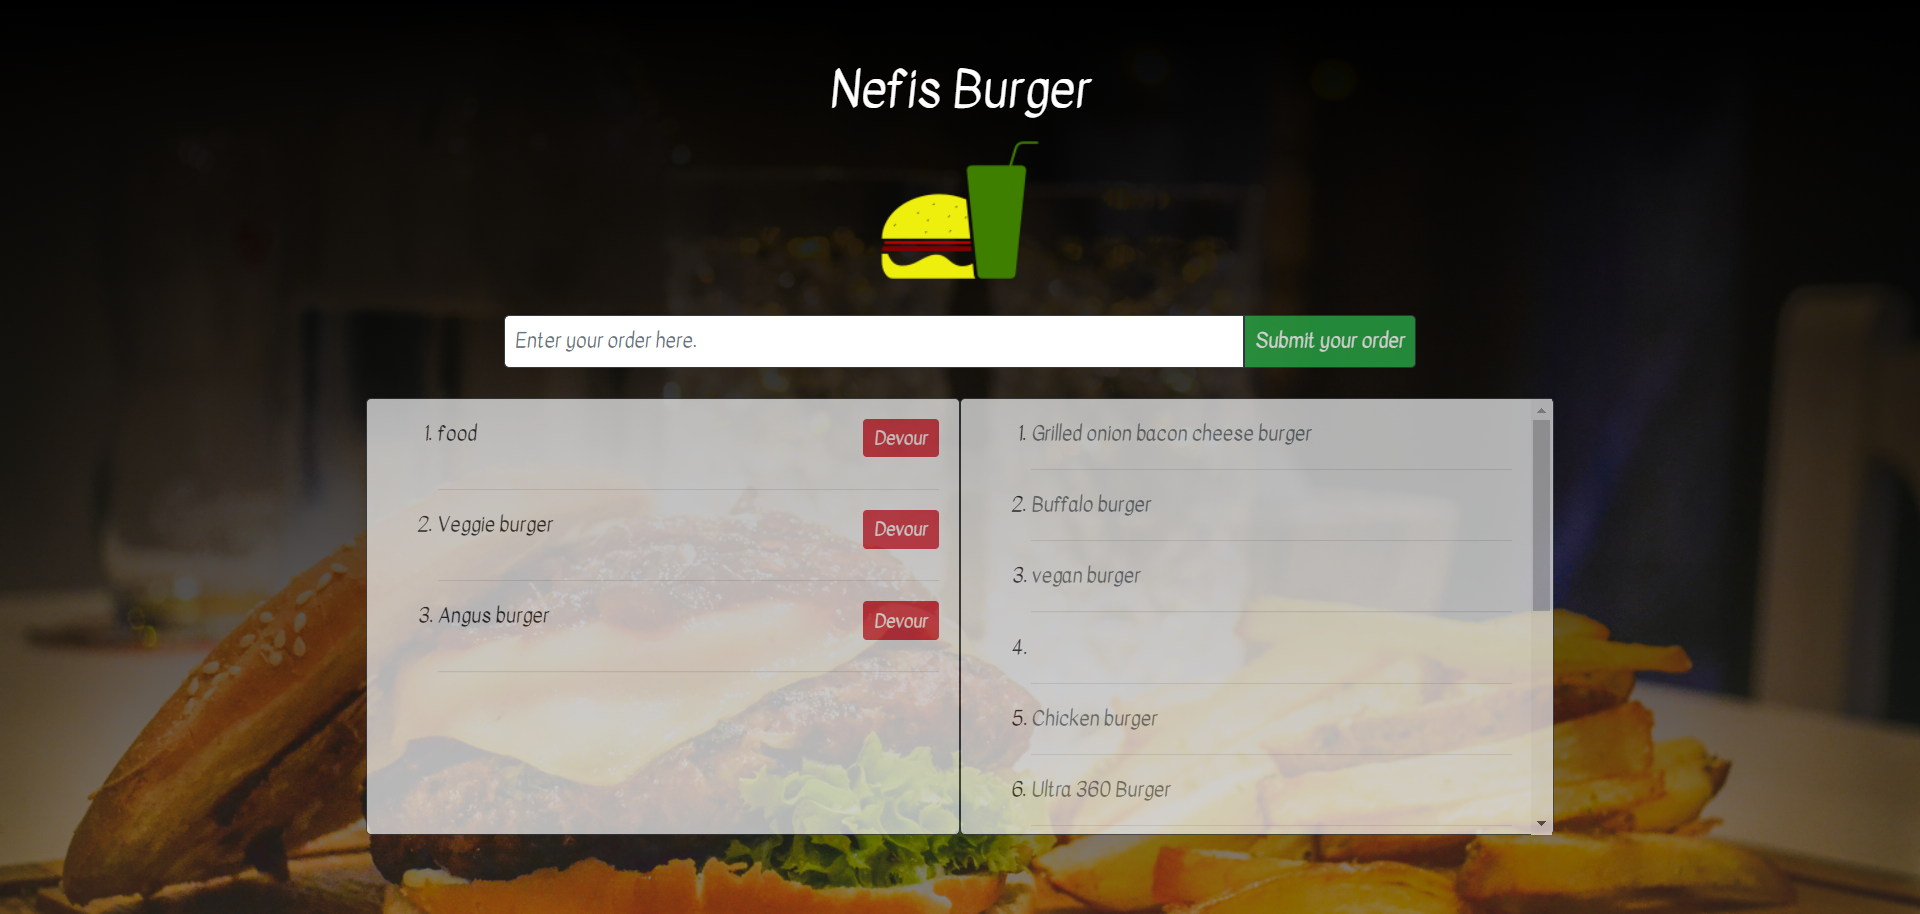 Nefis Burger
Enter your order here.
Submit your order
1. food
Devour
2. Veggie burger
Devour
3. Angus burger
Devour
1. Grilled onion bacon cheese burger
2. Buffalo burger
3. vegan burger
4.
5. Chicken burger
6. Ultra 360 Burger